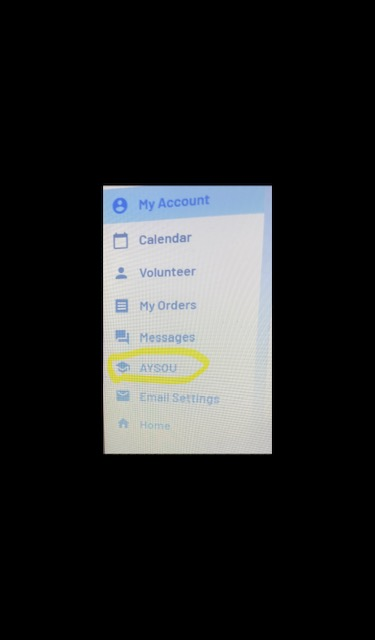 My Account
Calendar
Volunteer
My Orders
Messages
AYSOU
Email Settings
Home